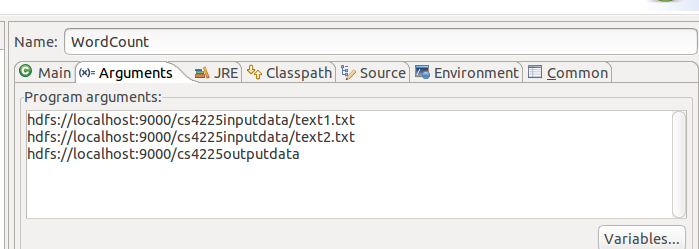 Name: WordCount
Main (x)= Arguments JRE Classpath Source Environment Common
Program arguments:
hdfs://localhost:9000/cs4225inputdata/text1.txt
hdfs://localhost:9000/cs4225inputdata/text2.txt
hdfs://localhost:9000/cs4225outputdata
Variables...